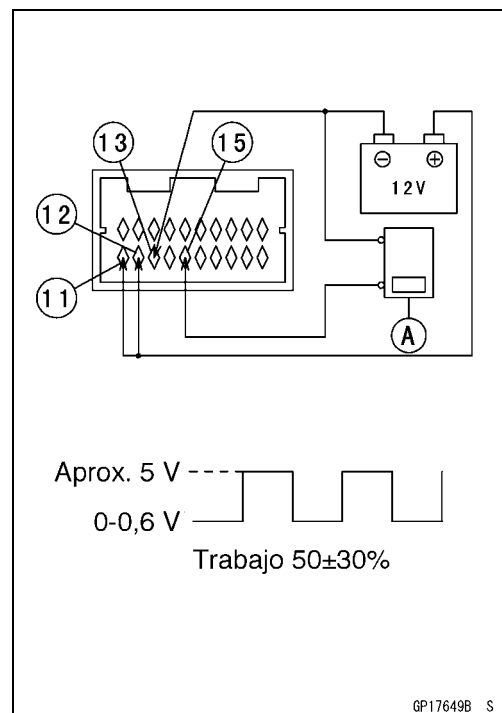 13
15
12
11
⊖ ⊕
12V
A
Aprox. 5 V
0-0,6 V
Trabajo 50±30%
GP17649B S